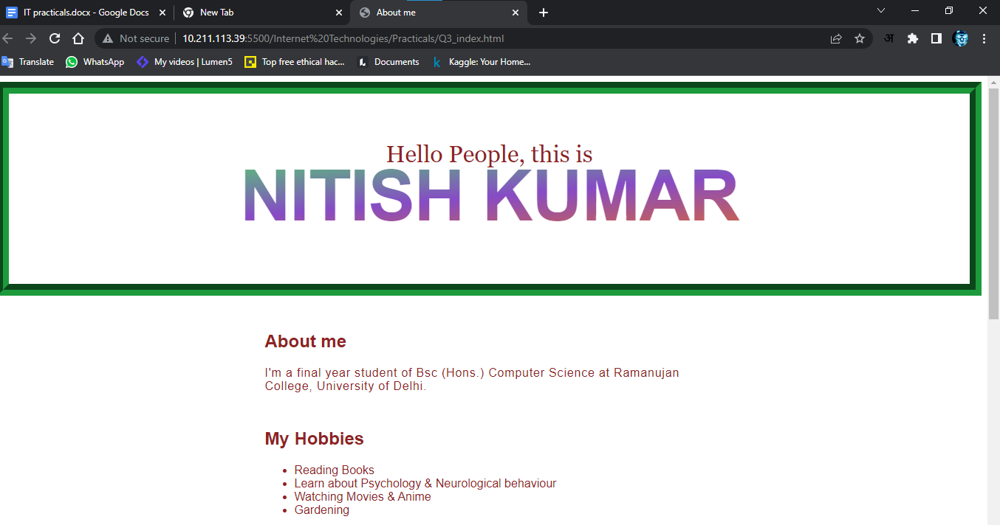 IT practicals.docx - Google Docs
New Tab
About me
Not secure
10.211.113.39:5500/Internet%20Technologies/Practicals/Q3_index.html
अ
Translate
WhatsApp
My videos | Lumen5
Top free ethical hac...
Documents
Kaggle: Your Home...
Hello People, this is
NITISH KUMAR
About me
I'm a final year student of Bsc (Hons.) Computer Science at Ramanujan
College, University of Delhi.
My Hobbies
Reading Books
Learn about Psychology & Neurological behaviour
Watching Movies & Anime
Gardening